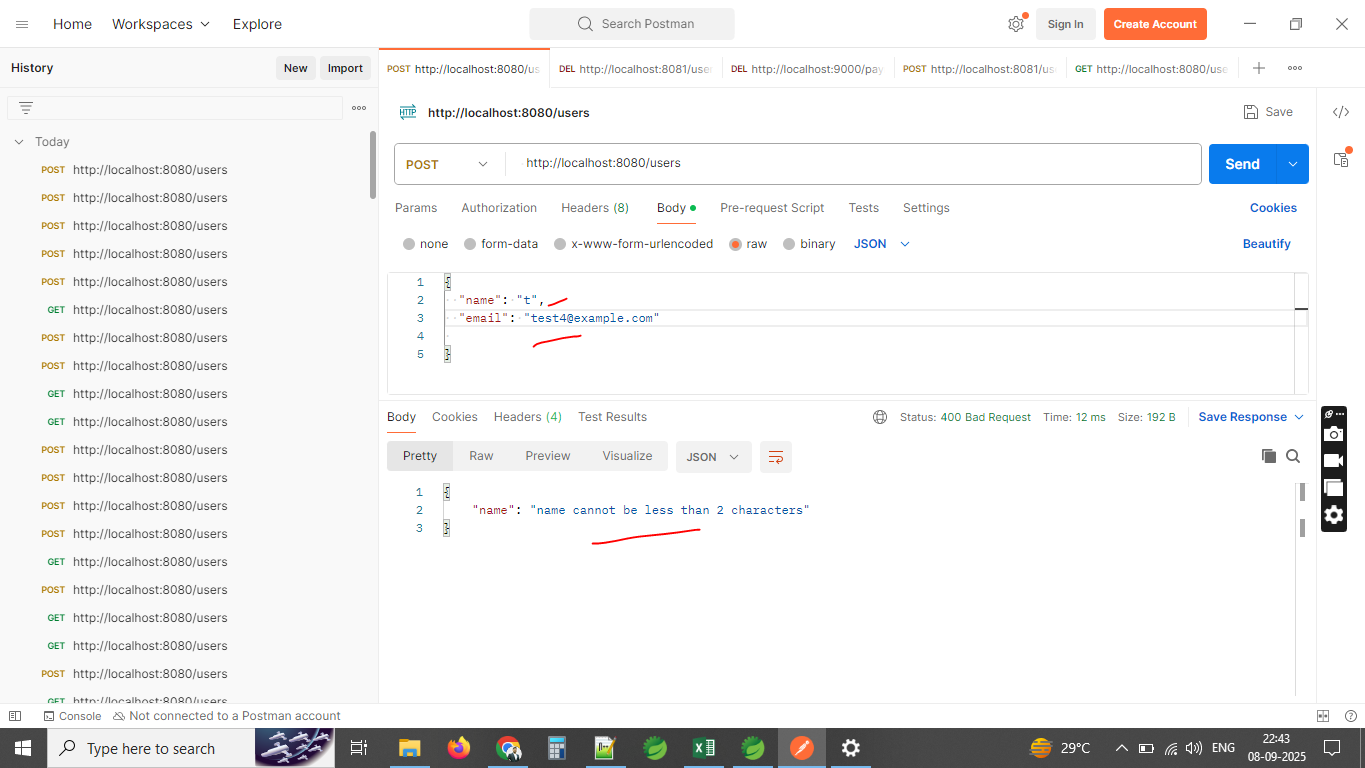 Home Workspaces Explore Search Postman Sign In Create Account
History New Import
POST http://localhost:8080/us DEL http://localhost:8081/user DEL http://localhost:9000/pay POST http://localhost:8081/us GET http://localhost:8080/use
HTTP http://localhost:8080/users Save
Today
POST http://localhost:8080/users
POST http://localhost:8080/users
POST http://localhost:8080/users
POST http://localhost:8080/users
POST http://localhost:8080/users
GET http://localhost:8080/users
POST http://localhost:8080/users
POST http://localhost:8080/users
GET http://localhost:8080/users
GET http://localhost:8080/users
POST http://localhost:8080/users
POST http://localhost:8080/users
POST http://localhost:8080/users
POST http://localhost:8080/users
GET http://localhost:8080/users
POST http://localhost:8080/users
GET http://localhost:8080/users
GET http://localhost:8080/users
POST http://localhost:8080/users
GET http://localhost:8080/users
POST http://localhost:8080/users Send
Params Authorization Headers (8) Body Pre-request Script Tests Settings Cookies
none form-data x-www-form-urlencoded raw binary JSON Beautify
1 {
2 "name": "t",
3 "email": "test4@example.com"
4
5 }
Body Cookies Headers (4) Test Results Status: 400 Bad Request Time: 12 ms Size: 192 B Save Response
Pretty Raw Preview Visualize JSON
1 {
2 "name": "name cannot be less than 2 characters"
3 }
Console Not connected to a Postman account
Type here to search 29°C ENG 22:43
08-09-2025